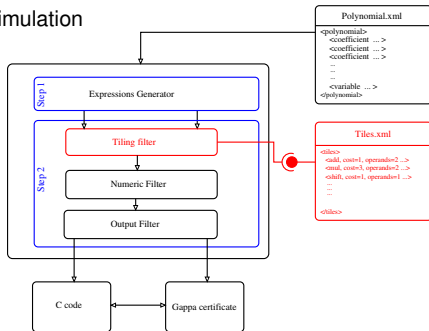 imulation
Polynomial.xml
<polynomial>
<coefficient ... >
<coefficient ... >
<coefficient ... >
...
...
...
<variable ... >
</polynomial>
Step 1
Expressions Generator
Step 2
Tiling filter
Numeric Filter
Output Filter
Tiles.xml
<tiles>
<add, cost=1, operands=2 ...>
<mul, cost=3, operands=2 ...>
<shift, cost=1, operands=1 ...>
...
...
...
</tiles>
C code
Gappa certificate